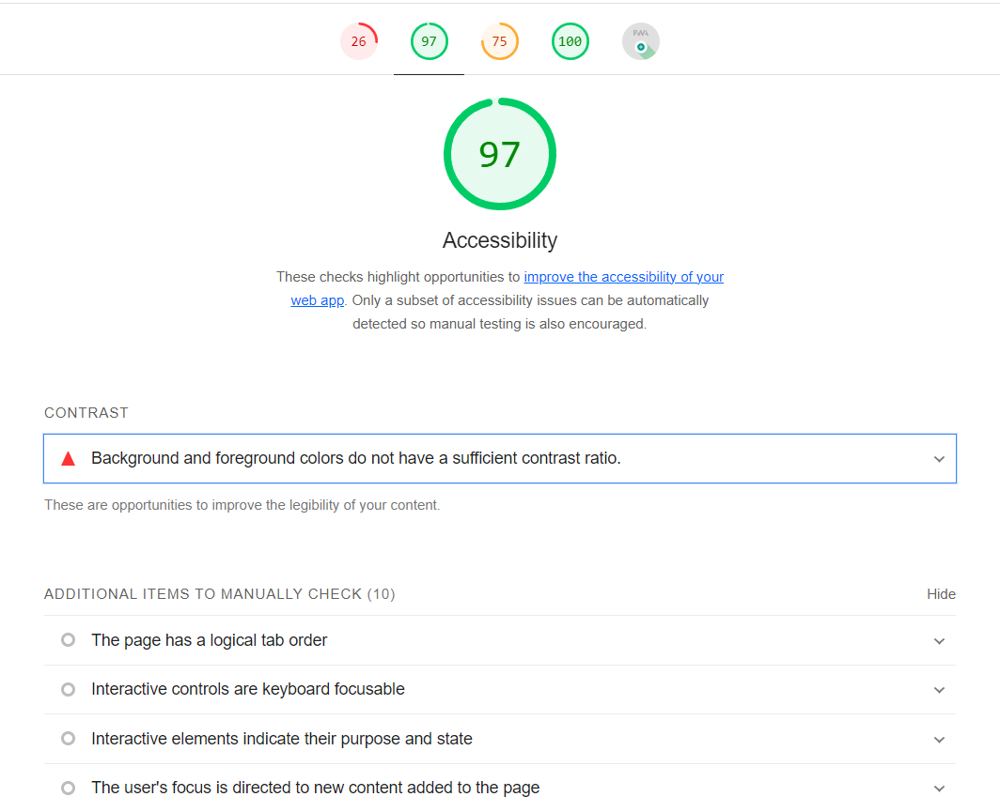 26 97 75 100 PWA
97
Accessibility
These checks highlight opportunities to improve the accessibility of your
web app. Only a subset of accessibility issues can be automatically
detected so manual testing is also encouraged.
CONTRAST
Background and foreground colors do not have a sufficient contrast ratio.
These are opportunities to improve the legibility of your content.
ADDITIONAL ITEMS TO MANUALLY CHECK (10) Hide
The page has a logical tab order
Interactive controls are keyboard focusable
Interactive elements indicate their purpose and state
The user's focus is directed to new content added to the page